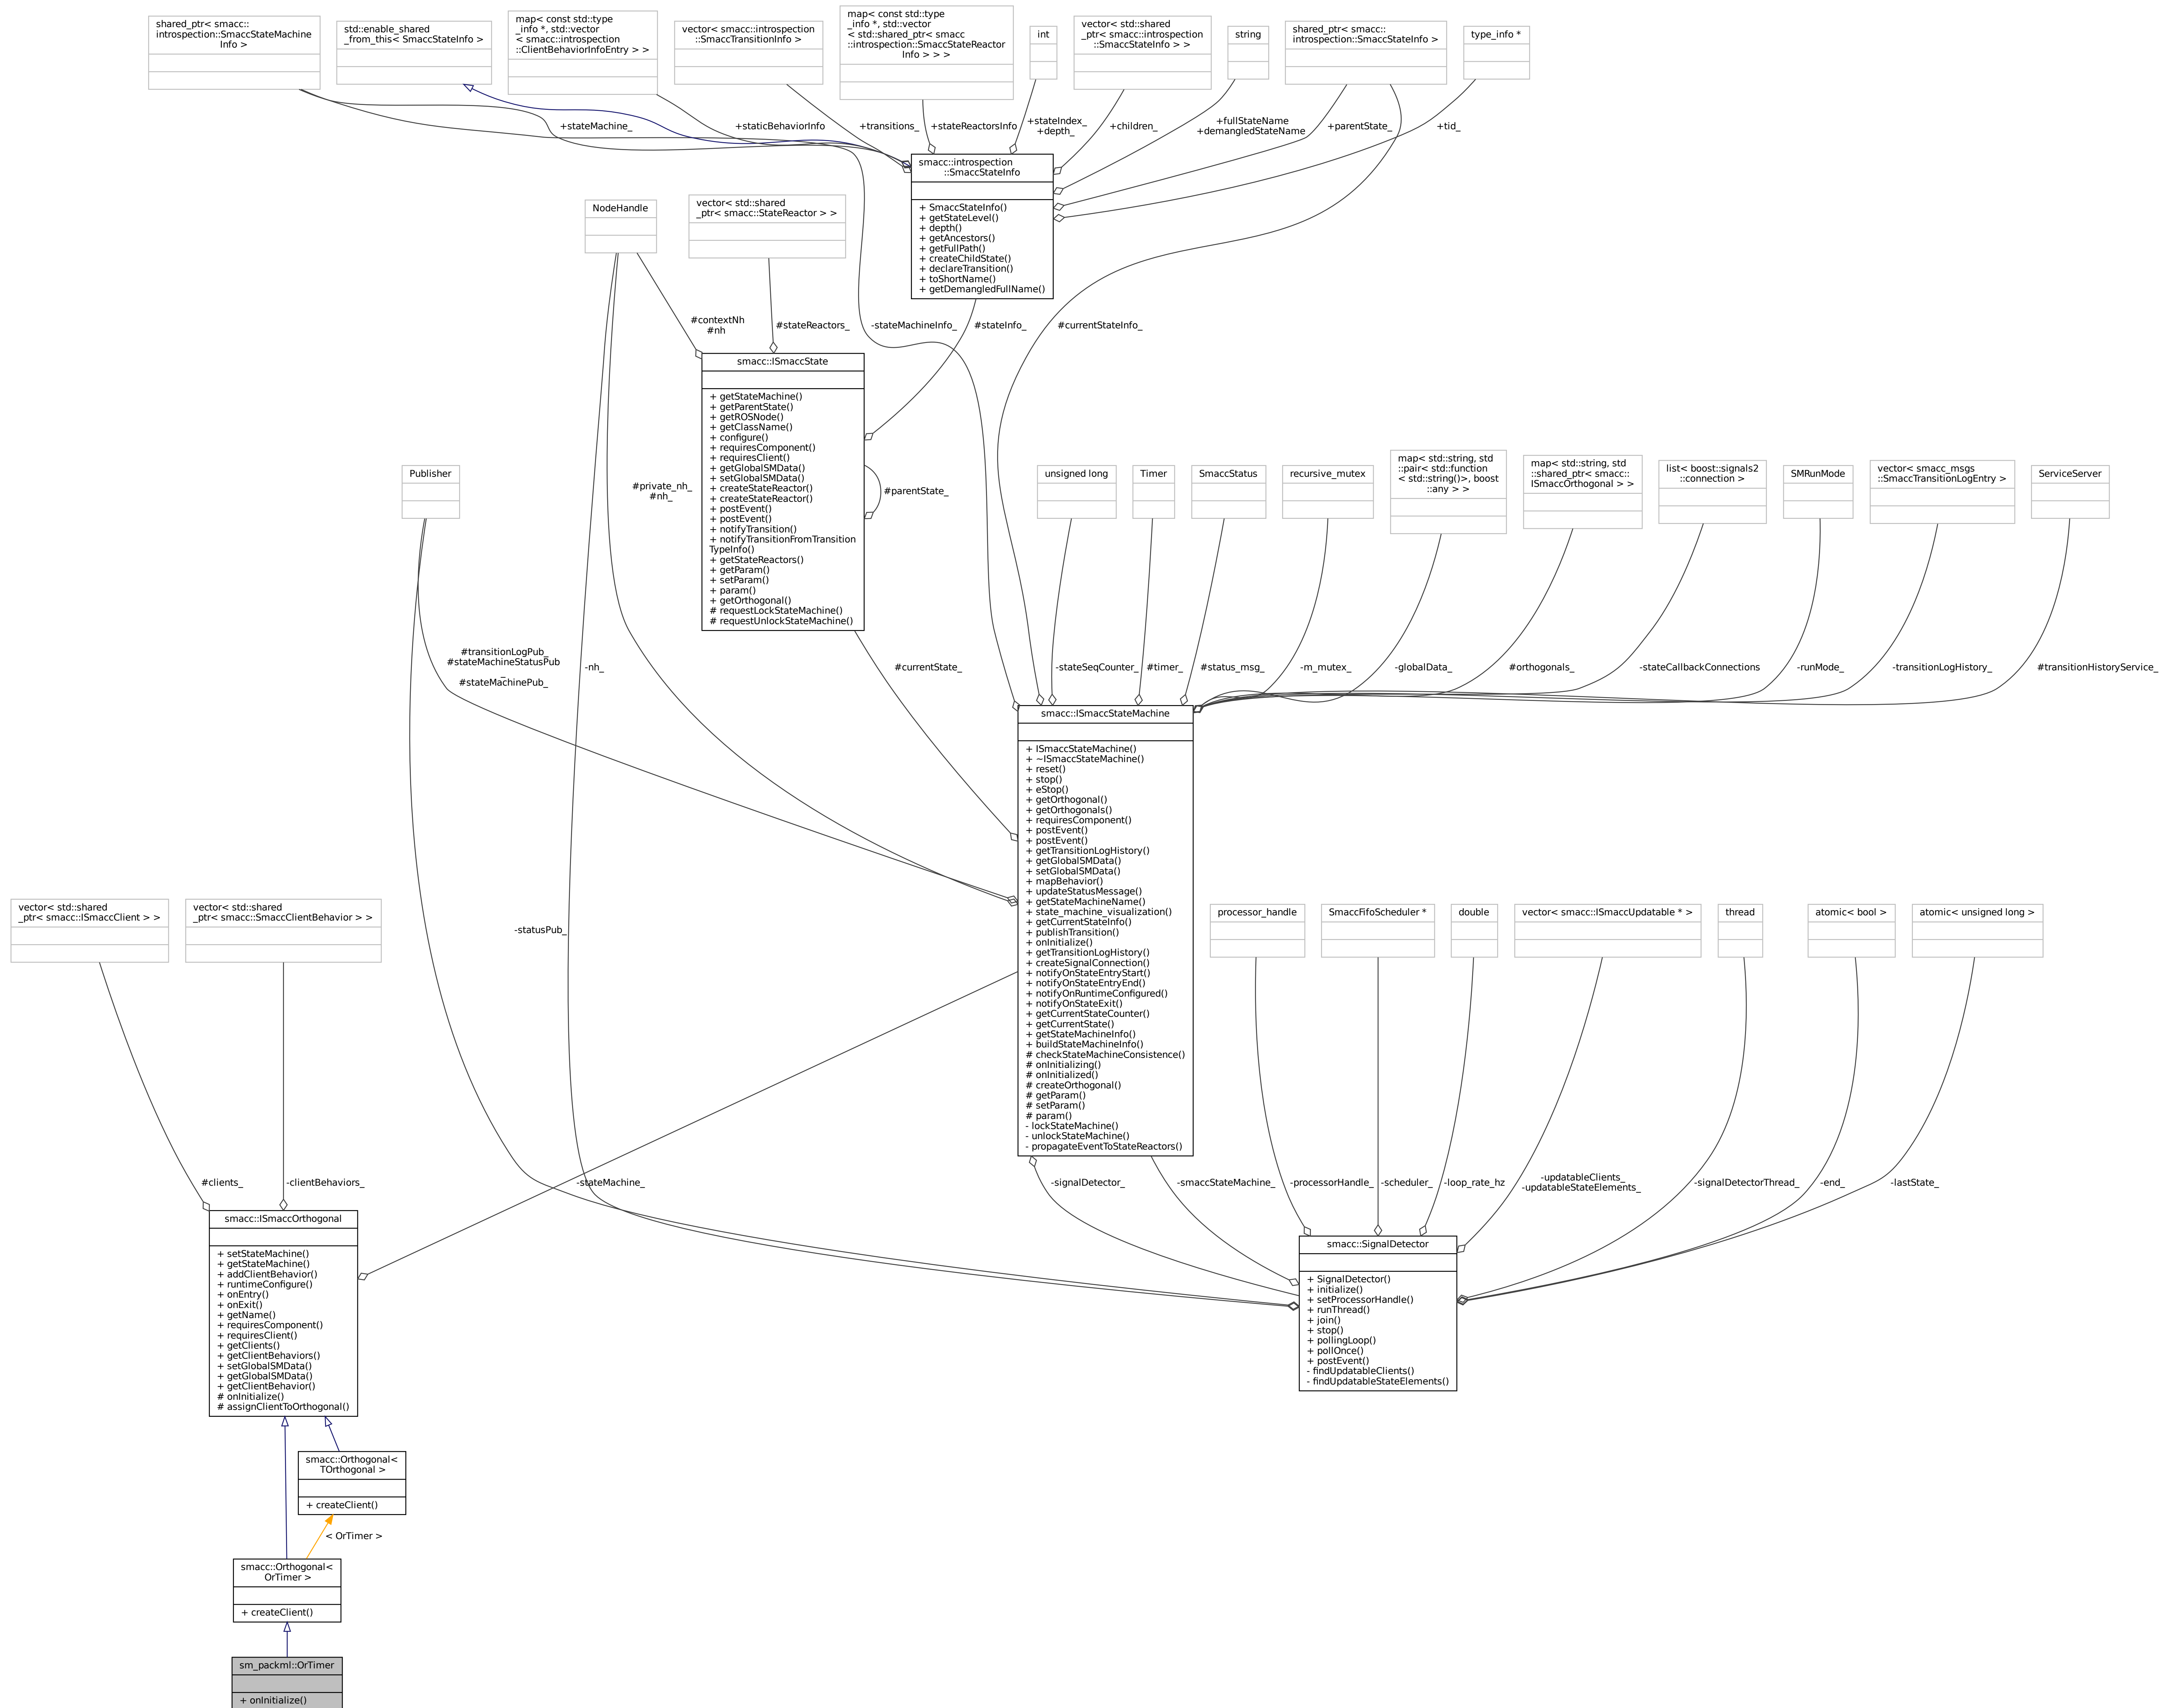 shared_ptr< smacc::
introspection::SmaccStateMachine
Info >
std::enable_shared
_from_this< SmaccStateInfo >
map< const std::type
_info *, std::vector
< smacc::introspection
::ClientBehaviorInfoEntry > >
vector< smacc::introspection
::SmaccTransitionInfo >
map< const std::type
_info *, std::vector
< std::shared_ptr< smacc
::introspection::SmaccStateReactor
Info > > >
int
vector< std::shared
_ptr< smacc::introspection
::SmaccStateInfo > >
string
shared_ptr< smacc::
introspection::SmaccStateInfo >
type_info *
+stateMachine_
+staticBehaviorInfo
+transitions_
+stateReactorsInfo
+stateIndex_
+depth_
+children_
+fullStateName
+demangledStateName
+parentState_
+tid_
smacc::introspection
::SmaccStateInfo
+ SmaccStateInfo()
+ getStateLevel()
+ depth()
+ getAncestors()
+ getFullPath()
+ createChildState()
+ declareTransition()
+ toShortName()
+ getDemangledFullName()
NodeHandle
vector< std::shared
_ptr< smacc::StateReactor > >
#contextNh
#nh
#stateReactors_
-stateMachineInfo_
#stateInfo_
#currentStateInfo_
smacc::ISmaccState
+ getStateMachine()
+ getParentState()
+ getROSNode()
+ getClassName()
+ configure()
+ requiresComponent()
+ requiresClient()
+ getGlobalSMData()
+ setGlobalSMData()
+ createStateReactor()
+ createStateReactor()
+ postEvent()
+ postEvent()
+ notifyTransition()
+ notifyTransitionFromTransition
TypeInfo()
+ getStateReactors()
+ getParam()
+ setParam()
+ param()
+ getOrthogonal()
# requestLockStateMachine()
# requestUnlockStateMachine()
#parentState_
#private_nh_
#nh_
Publisher
unsigned long
Timer
SmaccStatus
recursive_mutex
map< std::string, std
::pair< std::function
< std::string()>, boost
::any > >
map< std::string, std
::shared_ptr< smacc::
ISmaccOrthogonal > >
list< boost::signals2
::connection >
SMRunMode
vector< smacc_msgs
::SmaccTransitionLogEntry >
ServiceServer
#transitionLogPub_
#stateMachineStatusPub
_
#stateMachinePub_
-nh_
#currentState_
-stateSeqCounter_
#timer_
#status_msg_
-m_mutex_
-globalData_
#orthogonals_
-stateCallbackConnections
-runMode_
-transitionLogHistory_
#transitionHistoryService_
smacc::ISmaccStateMachine
+ ISmaccStateMachine()
+ ~ISmaccStateMachine()
+ reset()
+ stop()
+ eStop()
+ getOrthogonal()
+ getOrthogonals()
+ requiresComponent()
+ postEvent()
+ postEvent()
+ getTransitionLogHistory()
+ getGlobalSMData()
+ setGlobalSMData()
+ mapBehavior()
+ updateStatusMessage()
+ getStateMachineName()
+ state_machine_visualization()
+ getCurrentStateInfo()
+ publishTransition()
+ onInitialize()
+ getTransitionLogHistory()
+ createSignalConnection()
+ notifyOnStateEntryStart()
+ notifyOnStateEntryEnd()
+ notifyOnRuntimeConfigured()
+ notifyOnStateExit()
+ getCurrentStateCounter()
+ getCurrentState()
+ getStateMachineInfo()
+ buildStateMachineInfo()
# checkStateMachineConsistence()
# onInitializing()
# onInitialized()
# createOrthogonal()
# getParam()
# setParam()
# param()
- lockStateMachine()
- unlockStateMachine()
- propagateEventToStateReactors()
vector< std::shared
_ptr< smacc::ISmaccClient > >
vector< std::shared
_ptr< smacc::SmaccClientBehavior > >
-statusPub_
processor_handle
SmaccFifoScheduler *
double
vector< smacc::ISmaccUpdatable * >
thread
atomic< bool >
atomic< unsigned long >
#clients_
-clientBehaviors_
-stateMachine_
-signalDetector_
-smaccStateMachine_
-processorHandle_
-scheduler_
-loop_rate_hz
-updatableClients_
-updatableStateElements_
-signalDetectorThread_
-end_
-lastState_
smacc::ISmaccOrthogonal
+ setStateMachine()
+ getStateMachine()
+ addClientBehavior()
+ runtimeConfigure()
+ onEntry()
+ onExit()
+ getName()
+ requiresComponent()
+ requiresClient()
+ getClients()
+ getClientBehaviors()
+ setGlobalSMData()
+ getGlobalSMData()
+ getClientBehavior()
# onInitialize()
# assignClientToOrthogonal()
smacc::SignalDetector
+ SignalDetector()
+ initialize()
+ setProcessorHandle()
+ runThread()
+ join()
+ stop()
+ pollingLoop()
+ pollOnce()
+ postEvent()
- findUpdatableClients()
- findUpdatableStateElements()
smacc::Orthogonal<
TOrthogonal >
+ createClient()
< OrTimer >
smacc::Orthogonal<
OrTimer >
+ createClient()
sm_packml::OrTimer
+ onInitialize()